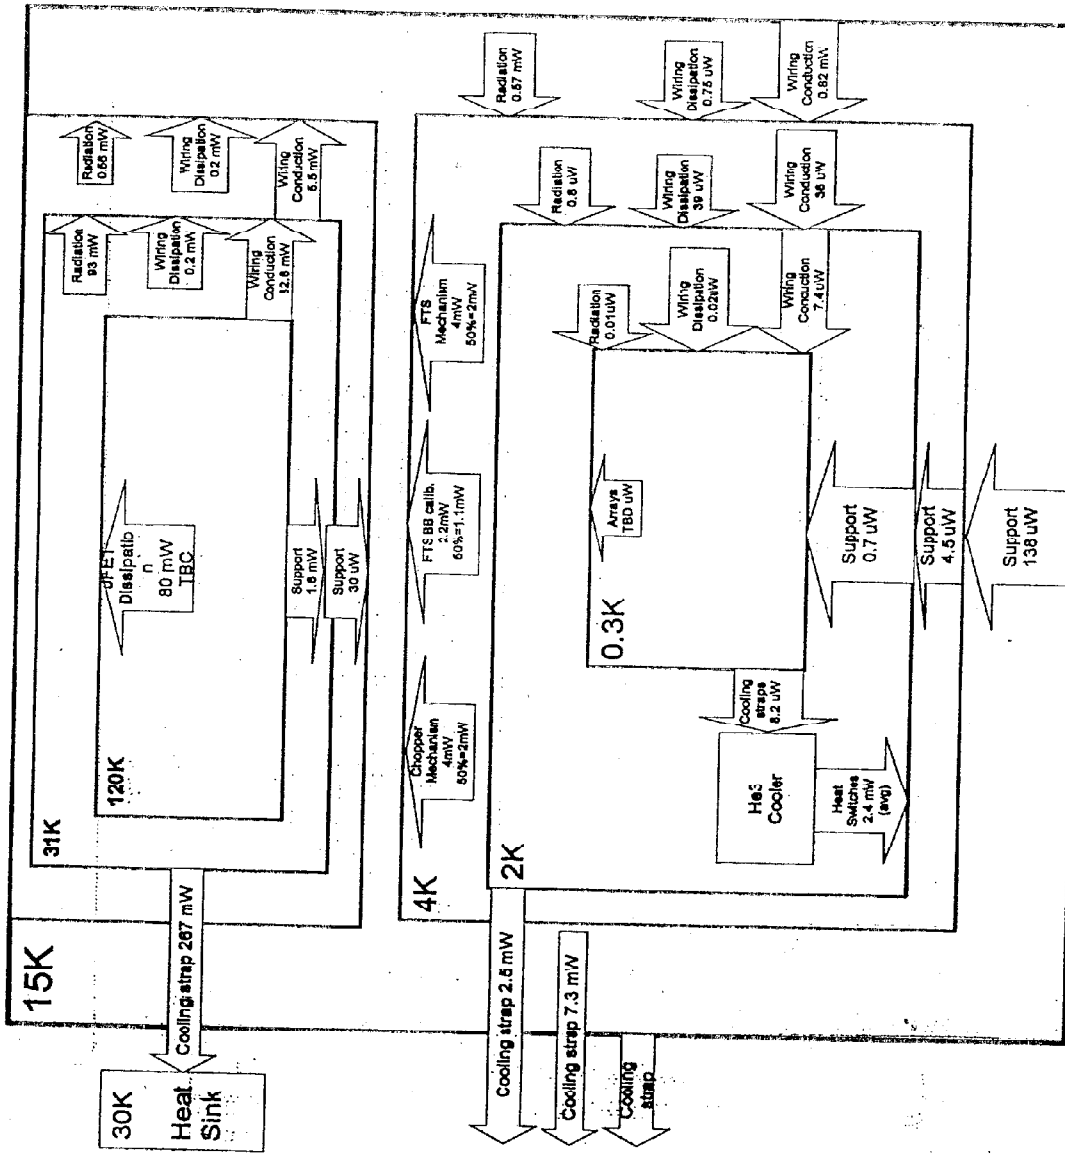 15K
31K
120K
JFET
Dissipatio
n
80 mW
TBC
Radiation
93 mW
Wiring
Dissipation
0.2 mW
Wiring
Conduction
12.8 mW
Radiation
0.56 mW
Wiring
Dissipation
0.2 mW
Wiring
Conduction
5.5 mW
Support
1.8 mW
Support
30 uW
Cooling strap 267 mW
30K
Heat
Sink
4K
Chopper
Mechanism
4mW
50%=2mW
FTS BB calib.
2.2mW
50%=1.1mW
FTS
Mechanism
4mW
50%=2mW
Radiation
0.57 mW
Wiring
Dissipation
0.75 uW
Wiring
Conduction
0.82 mW
2K
Radiation
0.8 uW
Wiring
Dissipation
39 uW
Wiring
Conduction
36 uW
0.3K
Arrays
TBD uW
Radiation
0.01uW
Wiring
Dissipation
0.02uW
Wiring
Conduction
7.4 uW
Cooling
straps
8.2 uW
He3
Cooler
Heat
Switches
2.4 mW
(avg)
Support
0.7 uW
Support
4.5 uW
Support
138 uW
Cooling strap 2.5 mW
Cooling strap 7.3 mW
Cooling
strap